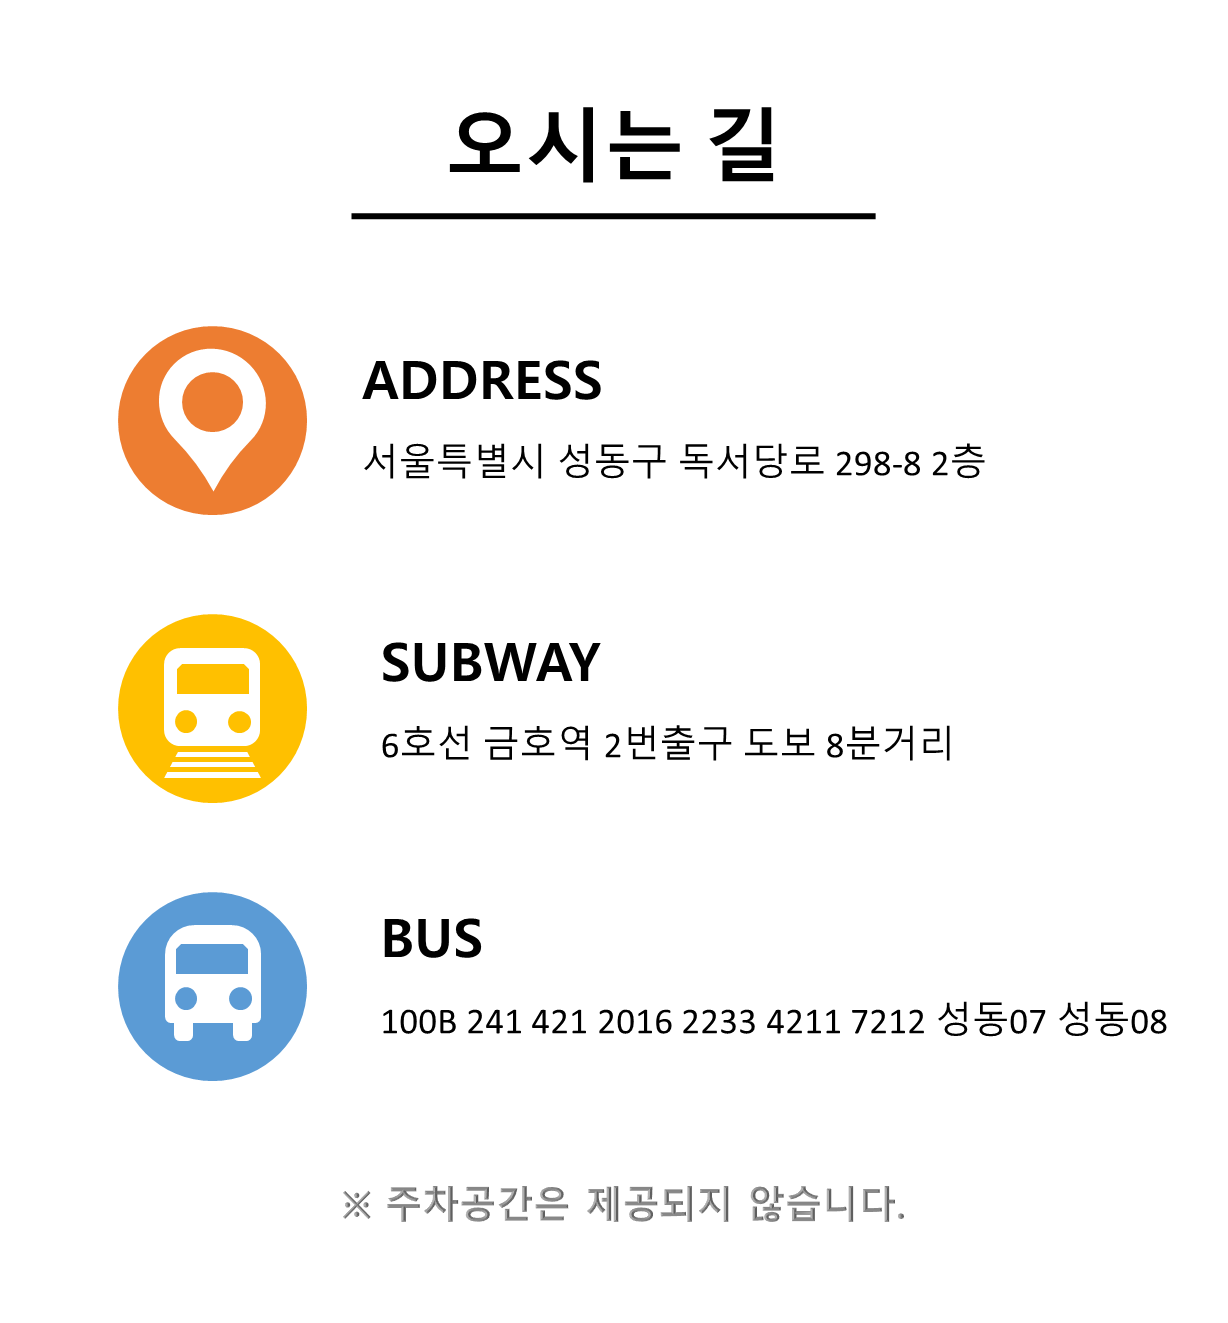 오시는 길
ADDRESS
서울특별시 성동구 독서당로 298-8 2층
SUBWAY
6호선 금호역 2번출구 도보 8분거리
BUS
100B 241 421 2016 2233 4211 7212 성동07 성동08
※ 주차공간은 제공되지 않습니다.